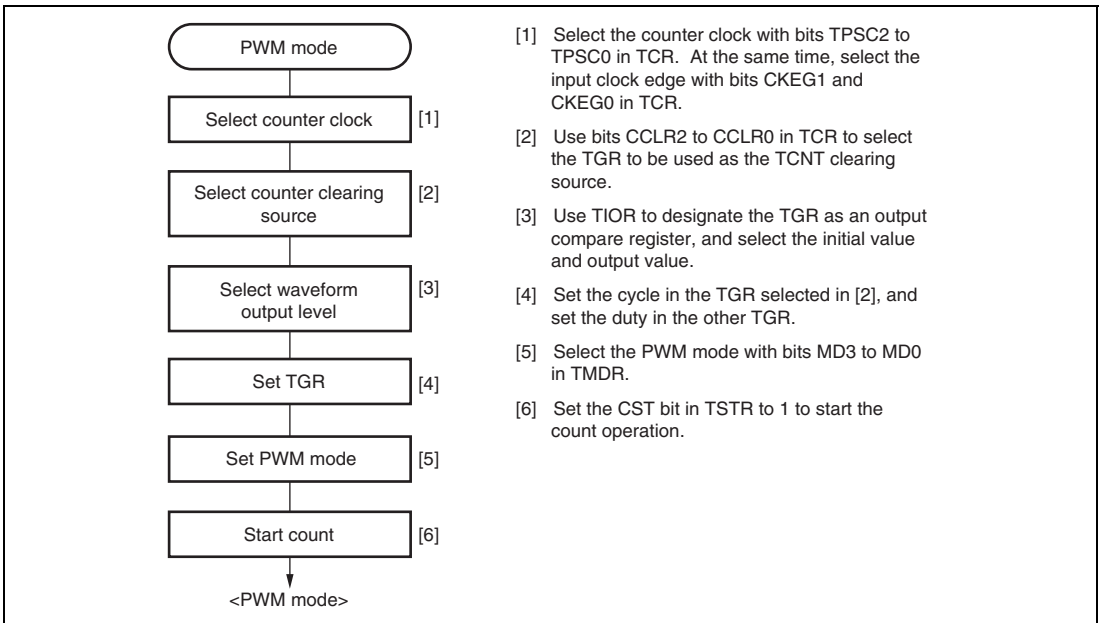 PWM mode
Select counter clock
[1]
Select counter clearing
source
[2]
Select waveform
output level
[3]
Set TGR
[4]
Set PWM mode
[5]
Start count
[6]
<PWM mode>
[1] Select the counter clock with bits TPSC2 to
TPSC0 in TCR. At the same time, select the
input clock edge with bits CKEG1 and
CKEG0 in TCR.
[2] Use bits CCLR2 to CCLR0 in TCR to select
the TGR to be used as the TCNT clearing
source.
[3] Use TIOR to designate the TGR as an output
compare register, and select the initial value
and output value.
[4] Set the cycle in the TGR selected in [2], and
set the duty in the other TGR.
[5] Select the PWM mode with bits MD3 to MD0
in TMDR.
[6] Set the CST bit in TSTR to 1 to start the
count operation.